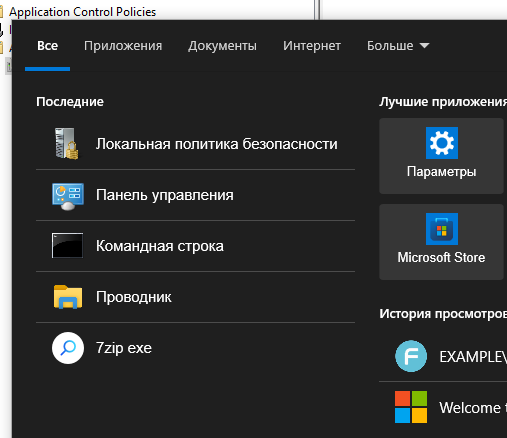 Application Control Policies
Все Приложения Документы Интернет Больше
Последние
Лучшие приложения
Локальная политика безопасности
Параметры
Панель управления
Командная строка
Microsoft Store
Проводник
История просмотров
7zip exe
EXAMPLE\
Welcome t